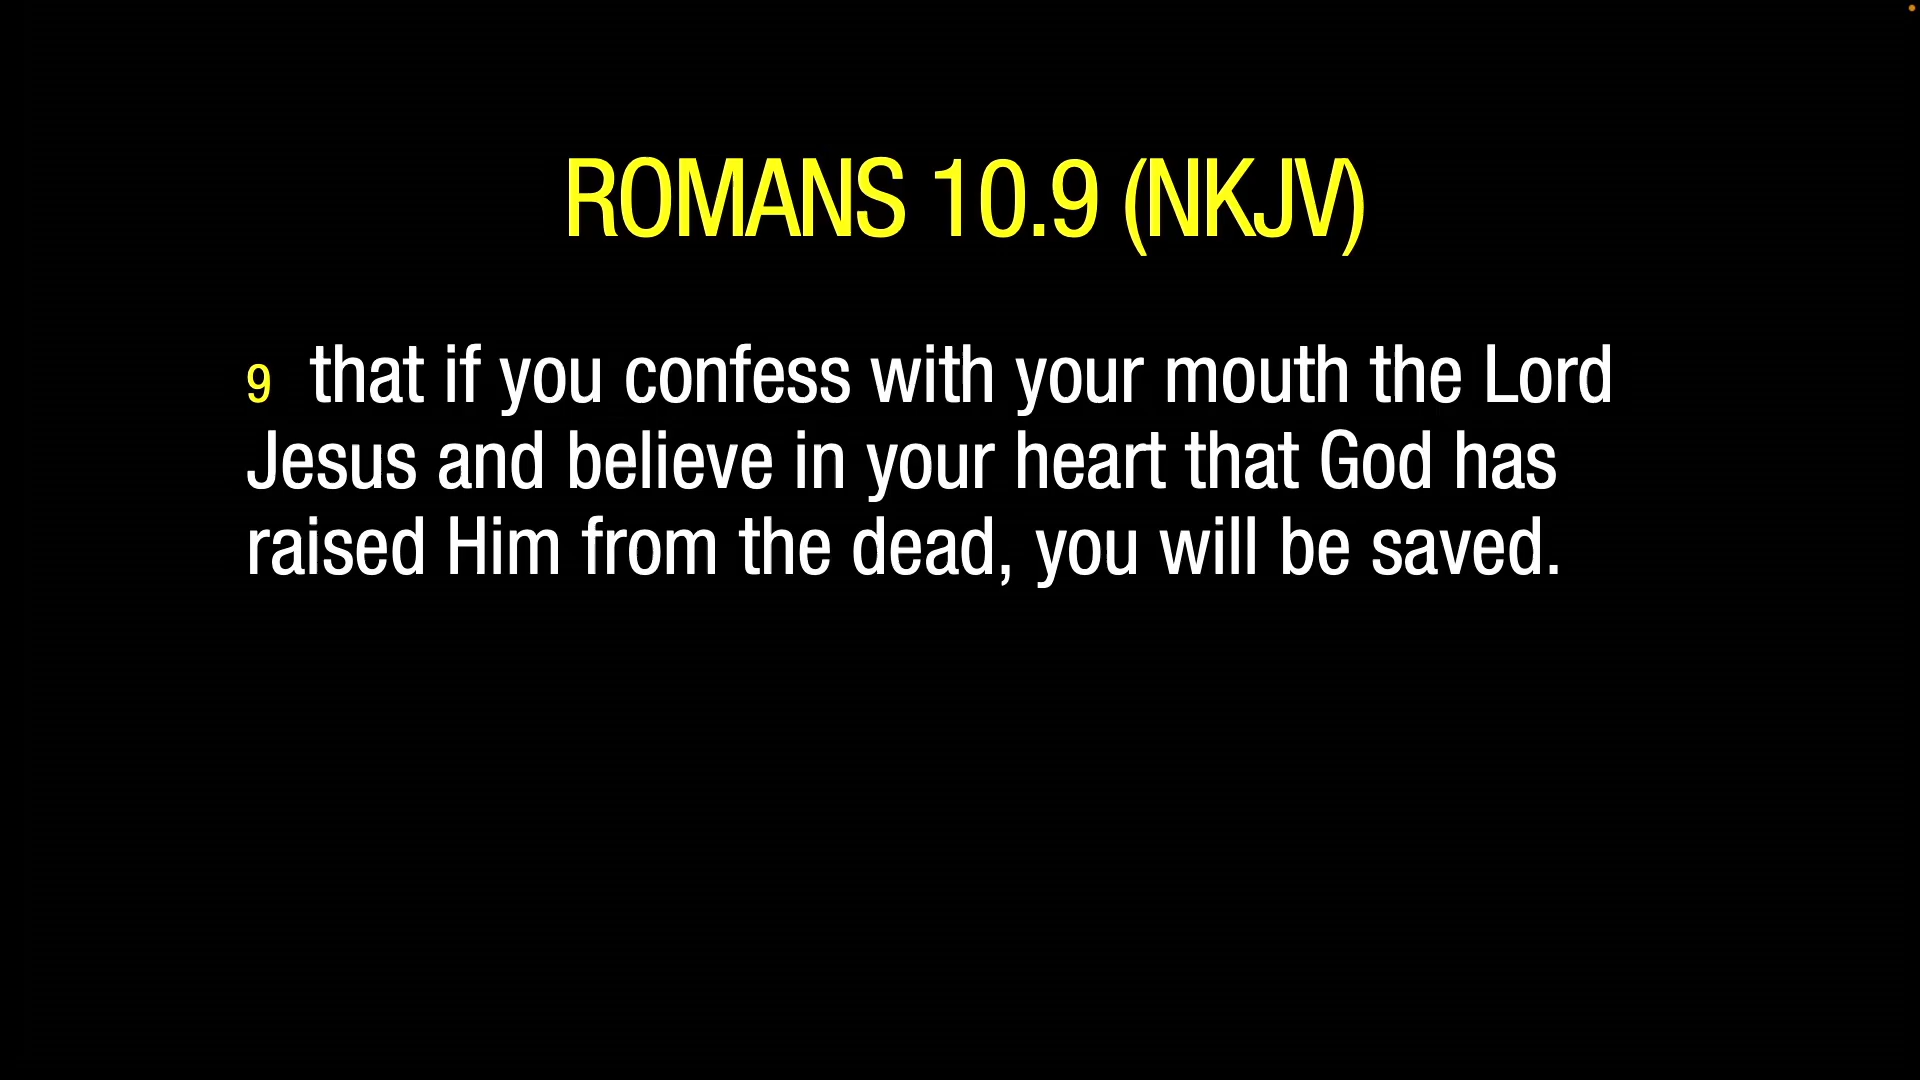 ROMANS 10.9 (NKJV)
9 that if you confess with your mouth the Lord
Jesus and believe in your heart that God has
raised Him from the dead, you will be saved.